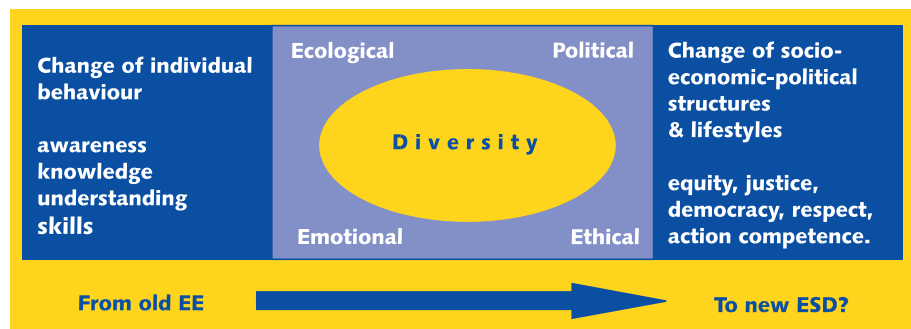 Change of individual
behaviour
awareness
knowledge
understanding
skills
Ecological
Political
Diversity
Emotional
Ethical
Change of socio-
economic-political
structures
& lifestyles
equity, justice,
democracy, respect,
action competence.
From old EE
To new ESD?